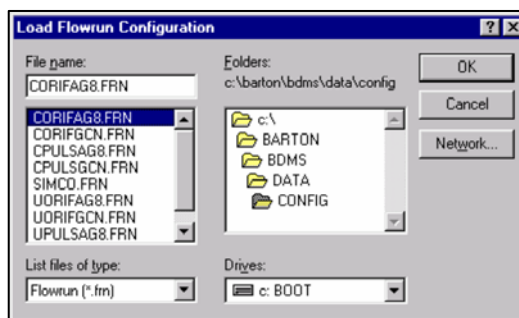 Load Flowrun Configuration
File name:
CORIFAG8.FRN
CORIFAG8.FRN
CORIFGCN.FRN
CPULSAG8.FRN
CPULSGCN.FRN
SIMCO.FRN
UORIFAG8.FRN
UORIFGCN.FRN
UPULSAG8.FRN
List files of type:
Flowrun (*.frn)
Folders:
c:\barton\bdms\data\config
c:\
BARTON
BDMS
DATA
CONFIG
Drives:
c: BOOT
OK
Cancel
Network...